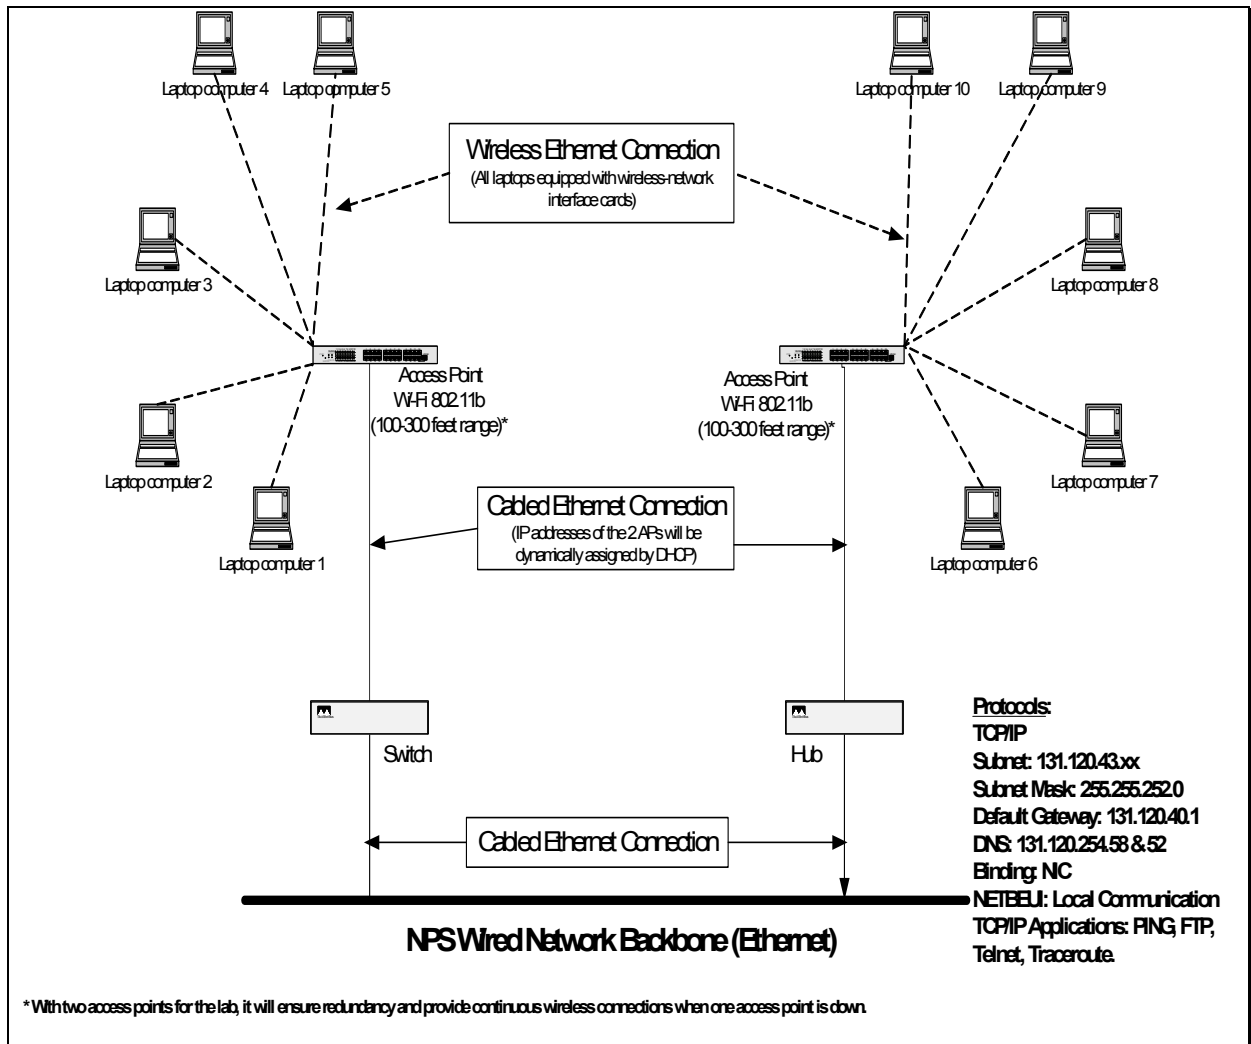 Laptop computer 4
Laptop computer 5
Laptop computer 10
Laptop computer 9
Wireless Ethernet Connection
(All laptops equipped with wireless-network
interface cards)
Laptop computer 3
Laptop computer 8
Access Point
Wi-Fi 802.11b
(100-300 feet range)*
Access Point
Wi-Fi 802.11b
(100-300 feet range)*
Laptop computer 2
Laptop computer 7
Cabled Ethernet Connection
(IP addresses of the 2 APs will be
dynamically assigned by DHCP)
Laptop computer 1
Laptop computer 6
Switch
Hub
Protocols:
TCP/IP
Subnet: 131.120.43.xx
Subnet Mask: 255.255.252.0
Default Gateway: 131.120.40.1
DNS: 131.120.254.58 & 52
Binding: NIC
NETBEUI: Local Communication
TCP/IP Applications: PING, FTP,
Telnet, Traceroute.
Cabled Ethernet Connection
NPS Wired Network Backbone (Ethernet)
* With two access points for the lab, it will ensure redundancy and provide continuous wireless connections when one access point is down.